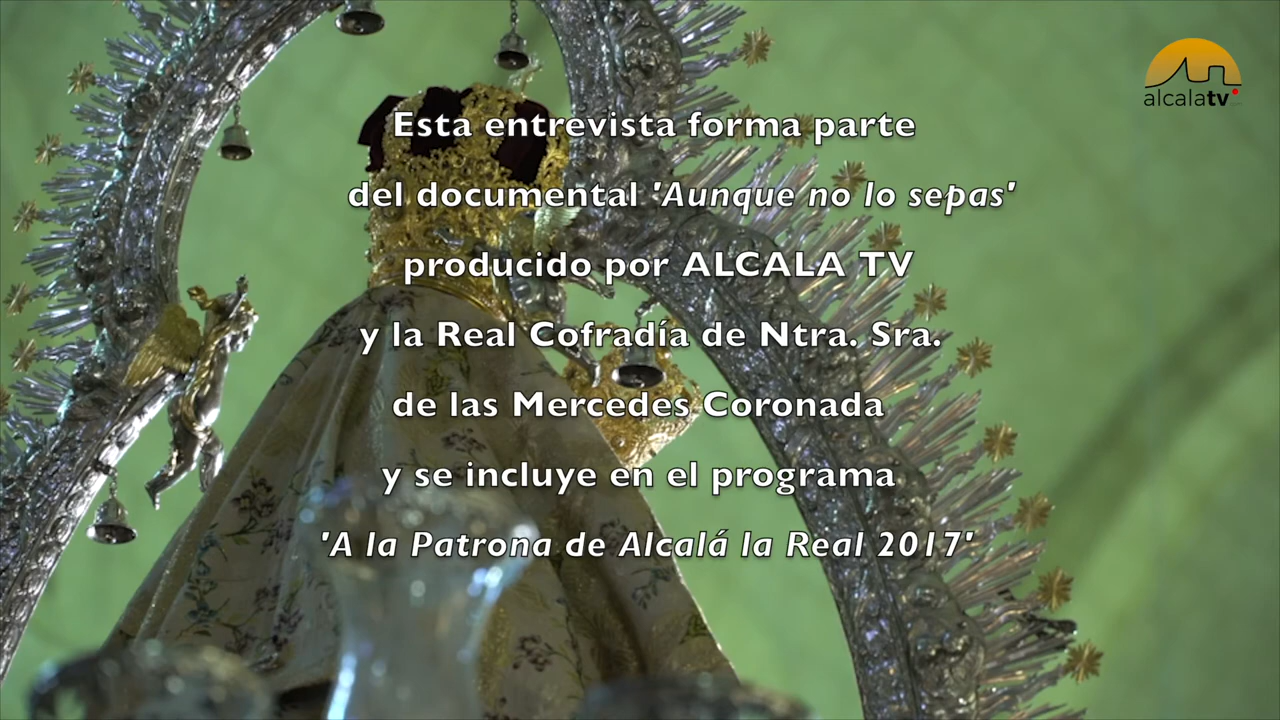 alcalatv
Esta entrevista forma parte
del documental 'Aunque no lo sepas'
producido por ALCALA TV
y la Real Cofradía de Ntra. Sra.
de las Mercedes Coronada
y se incluye en el programa
'A la Patrona de Alcalá la Real 2017'